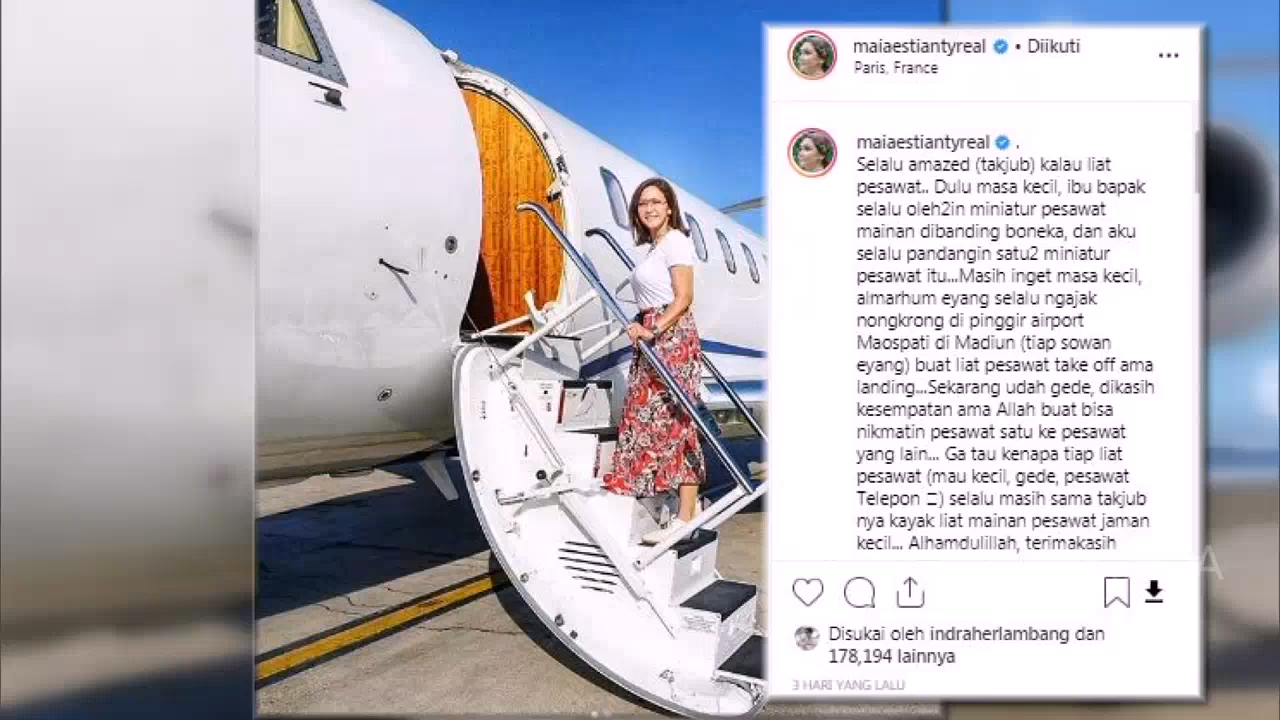 maiaestiantyreal • Diikuti
Paris, France
maiaestiantyreal .
Selalu amazed (takjub) kalau liat
pesawat.. Dulu masa kecil, ibu bapak
selalu oleh2in miniatur pesawat
mainan dibanding boneka, dan aku
selalu pandangin satu2 miniatur
pesawat itu...Masih inget masa kecil,
almarhum eyang selalu ngajak
nongkrong di pinggir airport
Maospati di Madiun (tiap sowan
eyang) buat liat pesawat take off ama
landing...Sekarang udah gede, dikasih
kesempatan ama Allah buat bisa
nikmatin pesawat satu ke pesawat
yang lain... Ga tau kenapa tiap liat
pesawat (mau kecil, gede, pesawat
Telepon =) selalu masih sama takjub
nya kayak liat mainan pesawat jaman
kecil... Alhamdulillah, terimakasih
Disukai oleh indraherlambang dan
178,194 lainnya
3 HARI YANG LALU